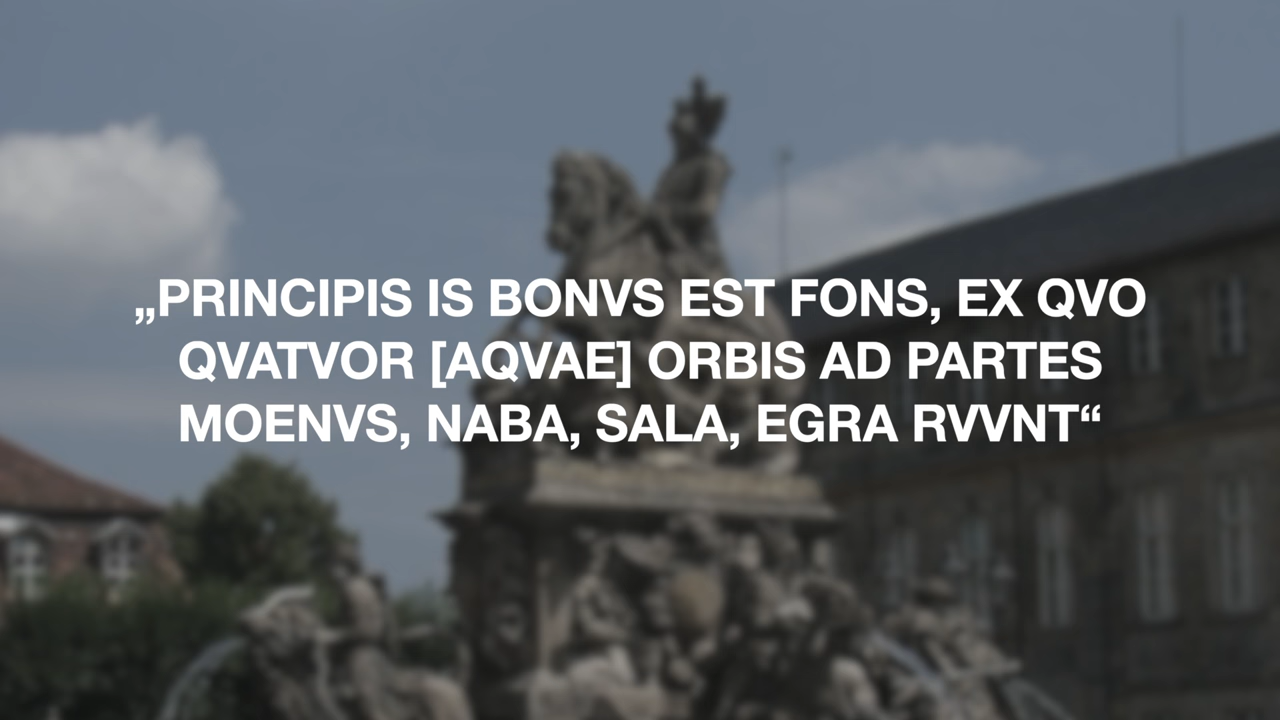 „PRINCIPIS IS BONVS EST FONS, EX QVO
QVATVOR [AQVAE] ORBIS AD PARTES
MOENVS, NABA, SALA, EGRA RVVNT“